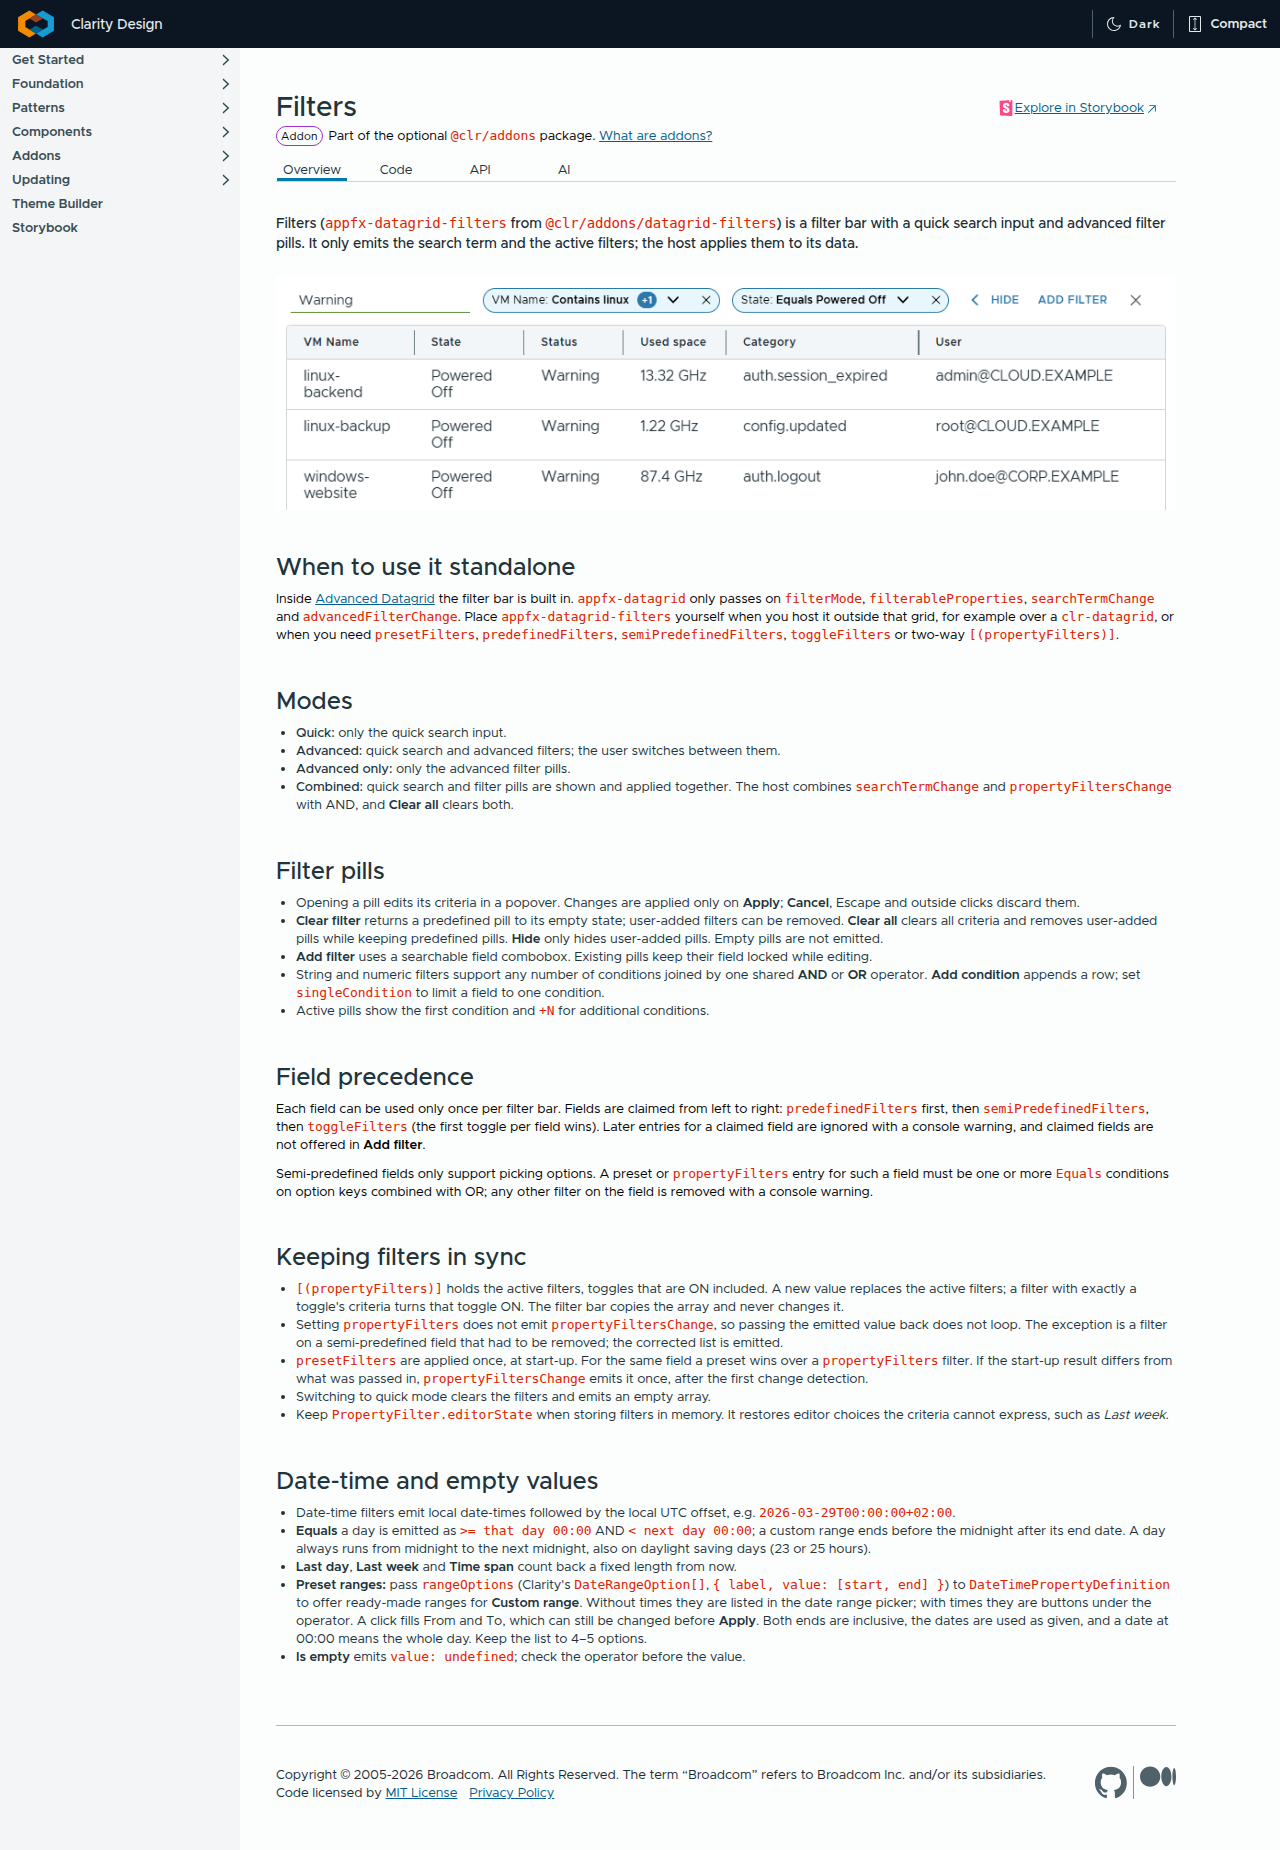 Clarity Design
Dark
Compact
Get Started
Foundation
Patterns
Components
Addons
Updating
Theme Builder
Storybook
Filters
Explore in Storybook
Addon Part of the optional @clr/addons package. What are addons?
Overview Code API AI
Filters (appfx-datagrid-filters from @clr/addons/datagrid-filters) is a filter bar with a quick search input and advanced filter
pills. It only emits the search term and the active filters; the host applies them to its data.
Warning VM Name: Contains linux +1 State: Equals Powered Off HIDE ADD FILTER
VM Name State Status Used space Category User
linux-backend Powered Off Warning 13.32 GHz auth.session_expired admin@CLOUD.EXAMPLE
linux-backup Powered Off Warning 1.22 GHz config.updated root@CLOUD.EXAMPLE
windows-website Powered Off Warning 87.4 GHz auth.logout john.doe@CORP.EXAMPLE
When to use it standalone
Inside Advanced Datagrid the filter bar is built in. appfx-datagrid only passes on filterMode, filterableProperties, searchTermChange
and advancedFilterChange. Place appfx-datagrid-filters yourself when you host it outside that grid, for example over a clr-datagrid, or
when you need presetFilters, predefinedFilters, semiPredefinedFilters, toggleFilters or two-way [(propertyFilters)].
Modes
• Quick: only the quick search input.
• Advanced: quick search and advanced filters; the user switches between them.
• Advanced only: only the advanced filter pills.
• Combined: quick search and filter pills are shown and applied together. The host combines searchTermChange and propertyFiltersChange
with AND, and Clear all clears both.
Filter pills
• Opening a pill edits its criteria in a popover. Changes are applied only on Apply; Cancel, Escape and outside clicks discard them.
• Clear filter returns a predefined pill to its empty state; user-added filters can be removed. Clear all clears all criteria and removes user-added
pills while keeping predefined pills. Hide only hides user-added pills. Empty pills are not emitted.
• Add filter uses a searchable field combobox. Existing pills keep their field locked while editing.
• String and numeric filters support any number of conditions joined by one shared AND or OR operator. Add condition appends a row; set
singleCondition to limit a field to one condition.
• Active pills show the first condition and +N for additional conditions.
Field precedence
Each field can be used only once per filter bar. Fields are claimed from left to right: predefinedFilters first, then semiPredefinedFilters,
then toggleFilters (the first toggle per field wins). Later entries for a claimed field are ignored with a console warning, and claimed fields are
not offered in Add filter.
Semi-predefined fields only support picking options. A preset or propertyFilters entry for such a field must be one or more Equals conditions
on option keys combined with OR; any other filter on the field is removed with a console warning.
Keeping filters in sync
• [(propertyFilters)] holds the active filters, toggles that are ON included. A new value replaces the active filters; a filter with exactly a
toggle's criteria turns that toggle ON. The filter bar copies the array and never changes it.
• Setting propertyFilters does not emit propertyFiltersChange, so passing the emitted value back does not loop. The exception is a filter
on a semi-predefined field that had to be removed; the corrected list is emitted.
• presetFilters are applied once, at start-up. For the same field a preset wins over a propertyFilters filter. If the start-up result differs from
what was passed in, propertyFiltersChange emits it once, after the first change detection.
• Switching to quick mode clears the filters and emits an empty array.
• Keep PropertyFilter.editorState when storing filters in memory. It restores editor choices the criteria cannot express, such as Last week.
Date-time and empty values
• Date-time filters emit local date-times followed by the local UTC offset, e.g. 2026-03-29T00:00:00+02:00.
• Equals a day is emitted as >= that day 00:00 AND < next day 00:00; a custom range ends before the midnight after its end date. A day
always runs from midnight to the next midnight, also on daylight saving days (23 or 25 hours).
• Last day, Last week and Time span count back a fixed length from now.
• Preset ranges: pass rangeOptions (Clarity's DateRangeOption[], { label, value: [start, end] }) to DateTimePropertyDefinition
to offer ready-made ranges for Custom range. Without times they are listed in the date range picker; with times they are buttons under the
operator. A click fills From and To, which can still be changed before Apply. Both ends are inclusive, the dates are used as given, and a date at
00:00 means the whole day. Keep the list to 4–5 options.
• Is empty emits value: undefined; check the operator before the value.
Copyright © 2005-2026 Broadcom. All Rights Reserved. The term “Broadcom” refers to Broadcom Inc. and/or its subsidiaries.
Code licensed by MIT License Privacy Policy